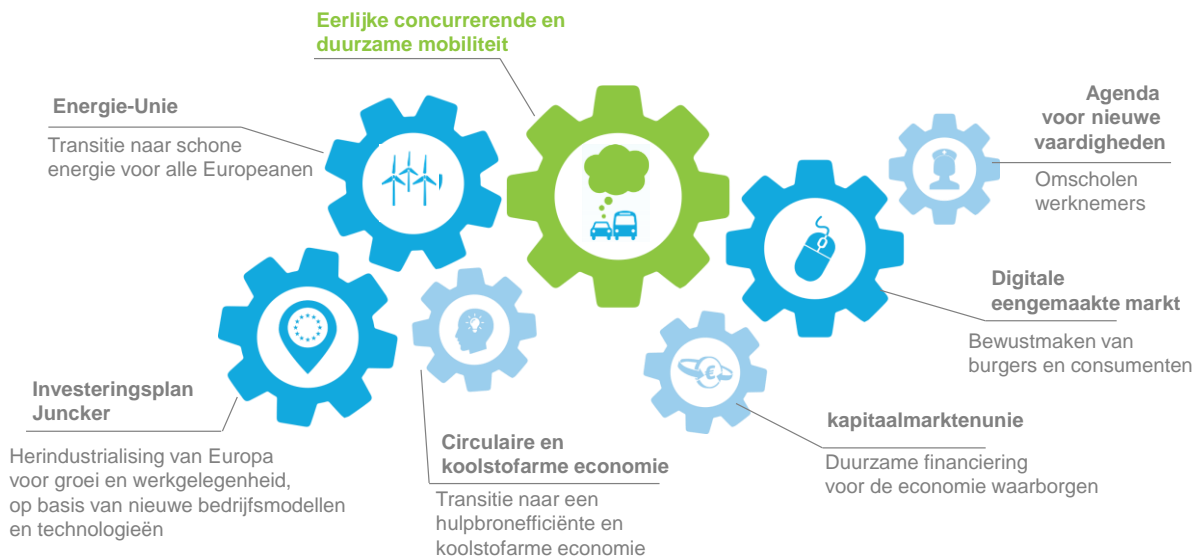 Eerlijke concurrerende en
duurzame mobiliteit
Energie-Unie
Transitie naar schone
energie voor alle Europeanen
Agenda
voor nieuwe
vaardigheden
Omscholen
werknemers
Digitale
eengemaakte markt
Bewustmaken van
burgers en consumenten
Investeringsplan
Juncker
Herindustrialising van Europa
voor groei en werkgelegenheid,
op basis van nieuwe bedrijfsmodellen
en technologieën
Circulaire en
koolstofarme economie
Transitie naar een
hulpbronefficiënte en
koolstofarme economie
kapitaalmarktenunie
Duurzame financiering
voor de economie waarborgen
€